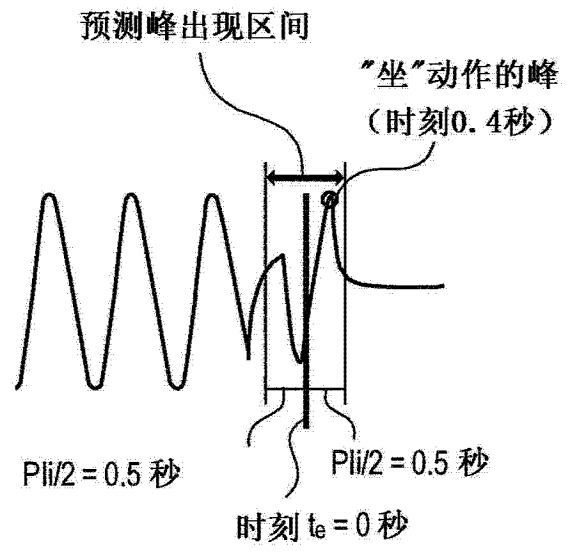 预测峰出现区间
"坐"动作的峰
（时刻0.4秒）
Pli/2 = 0.5 秒
Pli/2 = 0.5 秒
时刻 te = 0 秒